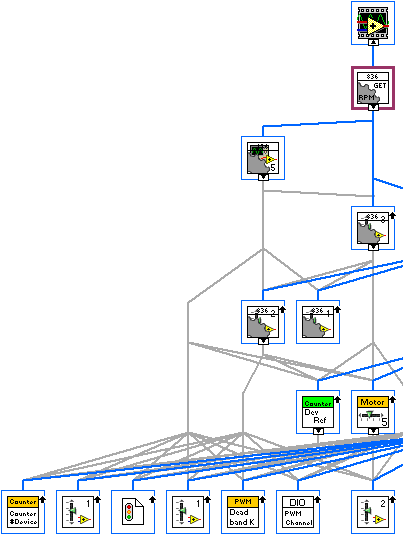 836
GET
RPM
5
836 3
836 2
836 1
Counter
Dev
Ref
Motor
5
Counter
Counter
#Device
1
1
PWM
Dead
band K
DIO
PWM
Channel
2